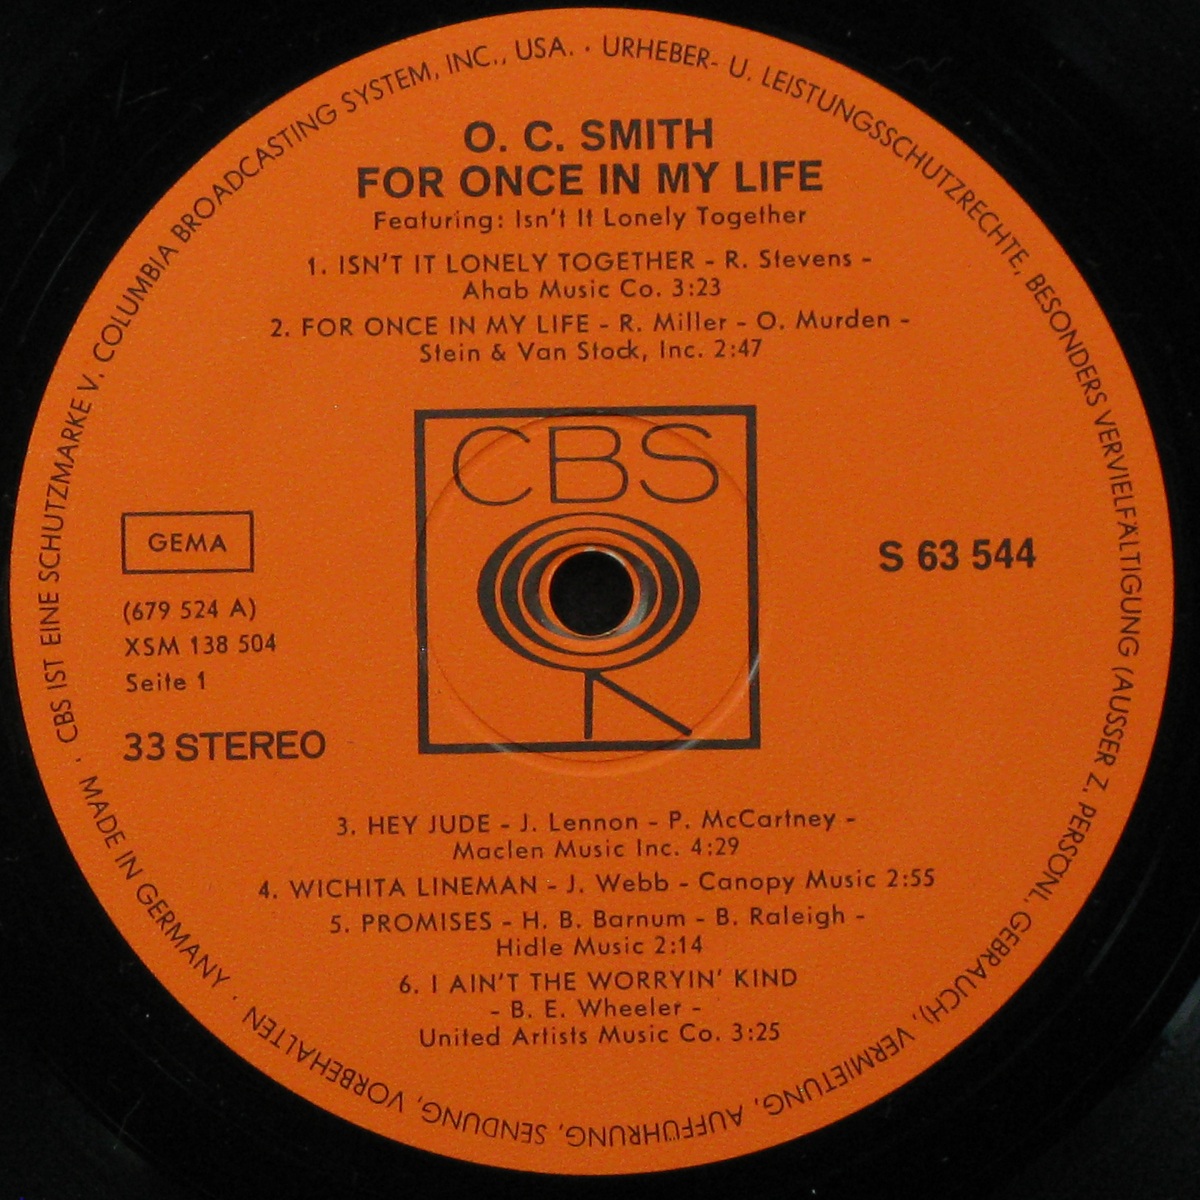 CBS IST EINE SCHUTZMARKE V. COLUMBIA BROADCASTING SYSTEM, INC., USA. · URHEBER- U. LEISTUNGSSCHUTZRECHTE, BESONDERS VERVIELFÄLTIGUNG (AUSSER Z. PERSÖNL. GEBRAUCH), VERMIETUNG, AUFFÜHRUNG, SENDUNG, VORBEHALTEN · MADE IN GERMANY ·
O. C. SMITH
FOR ONCE IN MY LIFE
Featuring: Isn't It Lonely Together
1. ISN'T IT LONELY TOGETHER - R. Stevens -
Ahab Music Co. 3:23
2. FOR ONCE IN MY LIFE - R. Miller - O. Murden -
Stein & Van Stock, Inc. 2:47
CBS
GEMA
S 63 544
(679 524 A)
XSM 138 504
Seite 1
33 STEREO
3. HEY JUDE - J. Lennon - P. McCartney -
Maclen Music Inc. 4:29
4. WICHITA LINEMAN - J. Webb - Canopy Music 2:55
5. PROMISES - H. B. Barnum - B. Raleigh -
Hidle Music 2:14
6. I AIN'T THE WORRYIN' KIND
- B. E. Wheeler -
United Artists Music Co. 3:25